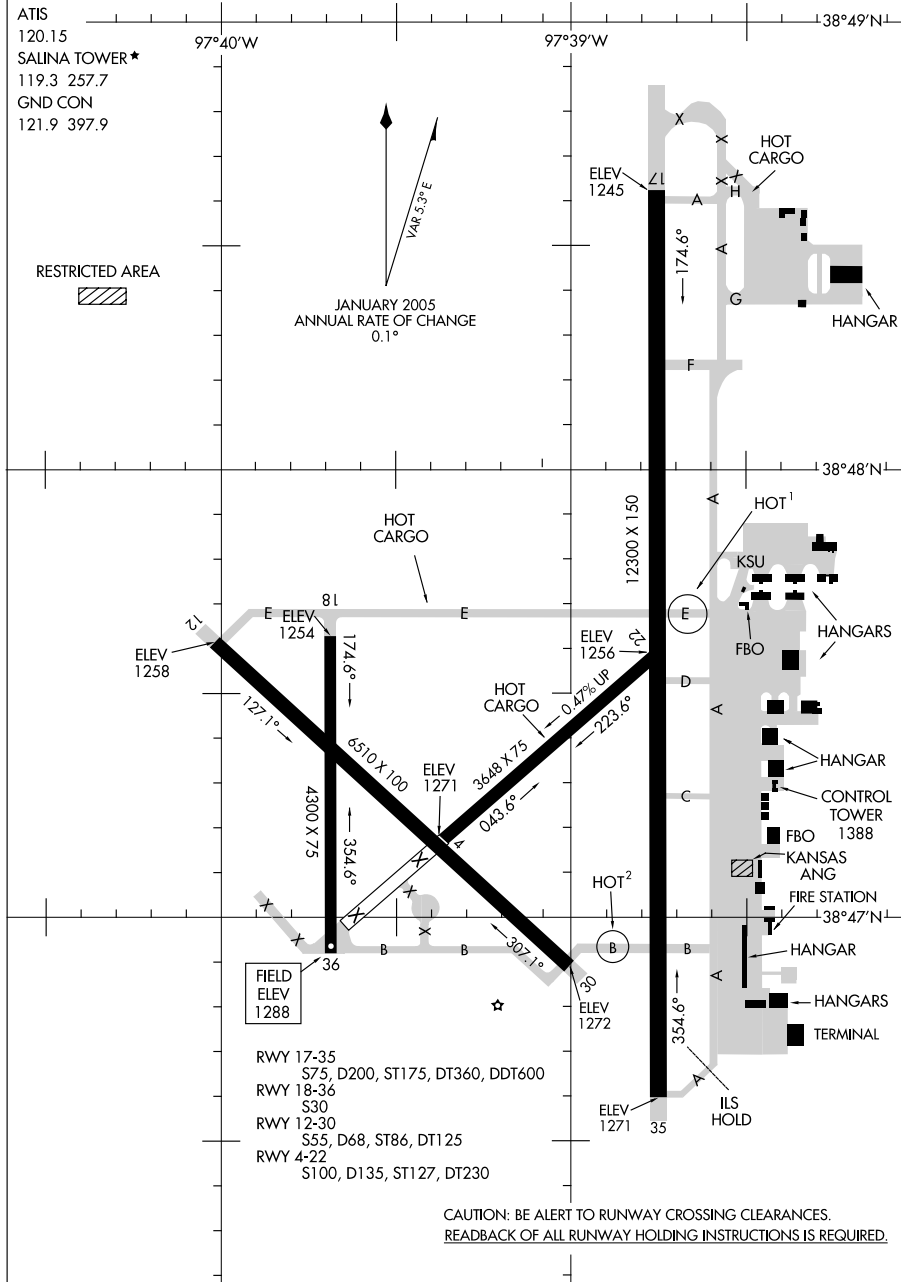 ATIS
120.15
SALINA TOWER★
119.3 257.7
GND CON
121.9 397.9
97°40'W
97°39'W
38°49'N
VAR 5.3° E
JANUARY 2005
ANNUAL RATE OF CHANGE
0.1°
RESTRICTED AREA
X
X
HOT
CARGO
ELEV
1245
17
X
X
H
A
A
174.6°
G
HANGAR
F
38°48'N
A
12300 X 150
HOT 1
HOT
CARGO
KSU
E
18
E
E
12
ELEV
1254
ELEV
1256
22
FBO
HANGARS
ELEV
1258
174.6°
HOT
CARGO
0.47% UP
D
127.1°
223.6°
A
6510 X 100
ELEV
1271
3648 X 75
HANGAR
4300 X 75
043.6°
C
CONTROL
TOWER
1388
4
FBO
354.6°
X
KANSAS
ANG
HOT 2
X
X
X
FIRE STATION
38°47'N
X
X
B
B
307.1°
B
B
HANGAR
36
A
FIELD
ELEV
1288
30
354.6°
ELEV
1272
HANGARS
TERMINAL
RWY 17-35
S75, D200, ST175, DT360, DDT600
RWY 18-36
S30
RWY 12-30
S55, D68, ST86, DT125
RWY 4-22
S100, D135, ST127, DT230
A
ELEV
1271
35
ILS
HOLD
CAUTION: BE ALERT TO RUNWAY CROSSING CLEARANCES.
READBACK OF ALL RUNWAY HOLDING INSTRUCTIONS IS REQUIRED.